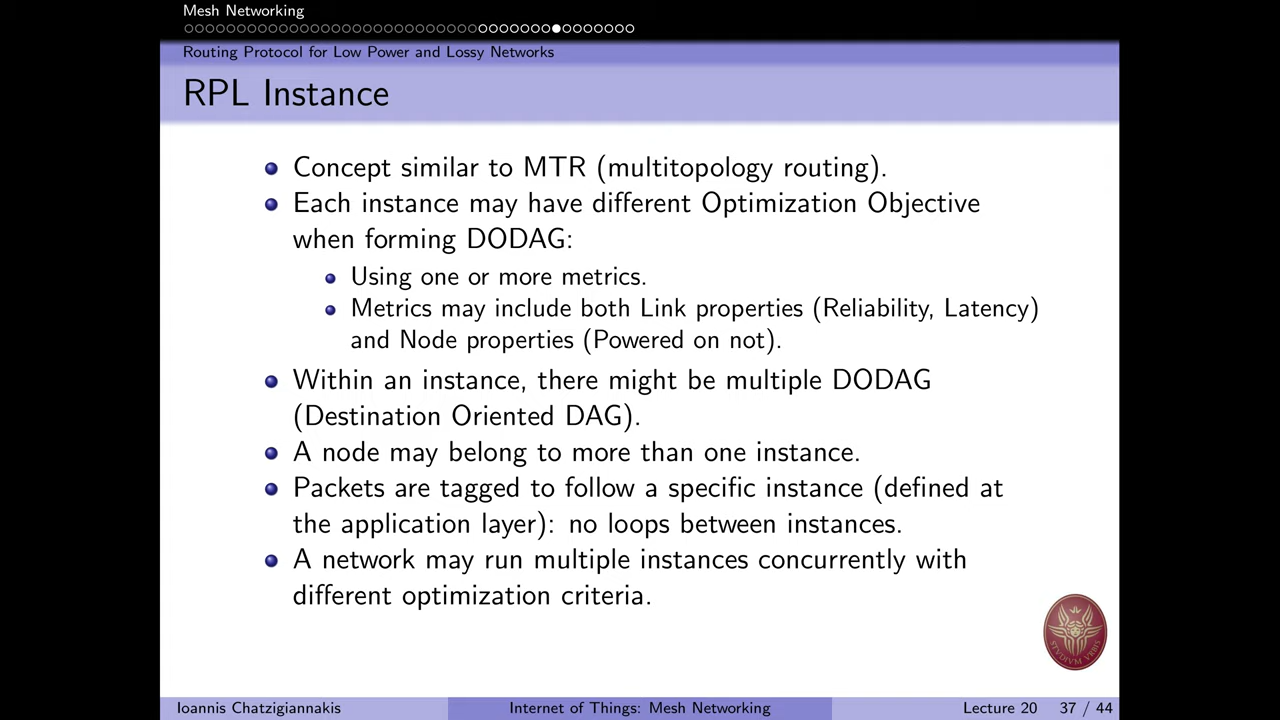 Mesh Networking
Routing Protocol for Low Power and Lossy Networks
RPL Instance
Concept similar to MTR (multitopology routing).
Each instance may have different Optimization Objective
when forming DODAG:
Using one or more metrics.
Metrics may include both Link properties (Reliability, Latency)
and Node properties (Powered on not).
Within an instance, there might be multiple DODAG
(Destination Oriented DAG).
A node may belong to more than one instance.
Packets are tagged to follow a specific instance (defined at
the application layer): no loops between instances.
A network may run multiple instances concurrently with
different optimization criteria.
STVDIVM VRBIS
Ioannis Chatzigiannakis
Internet of Things: Mesh Networking
Lecture 20 37 / 44